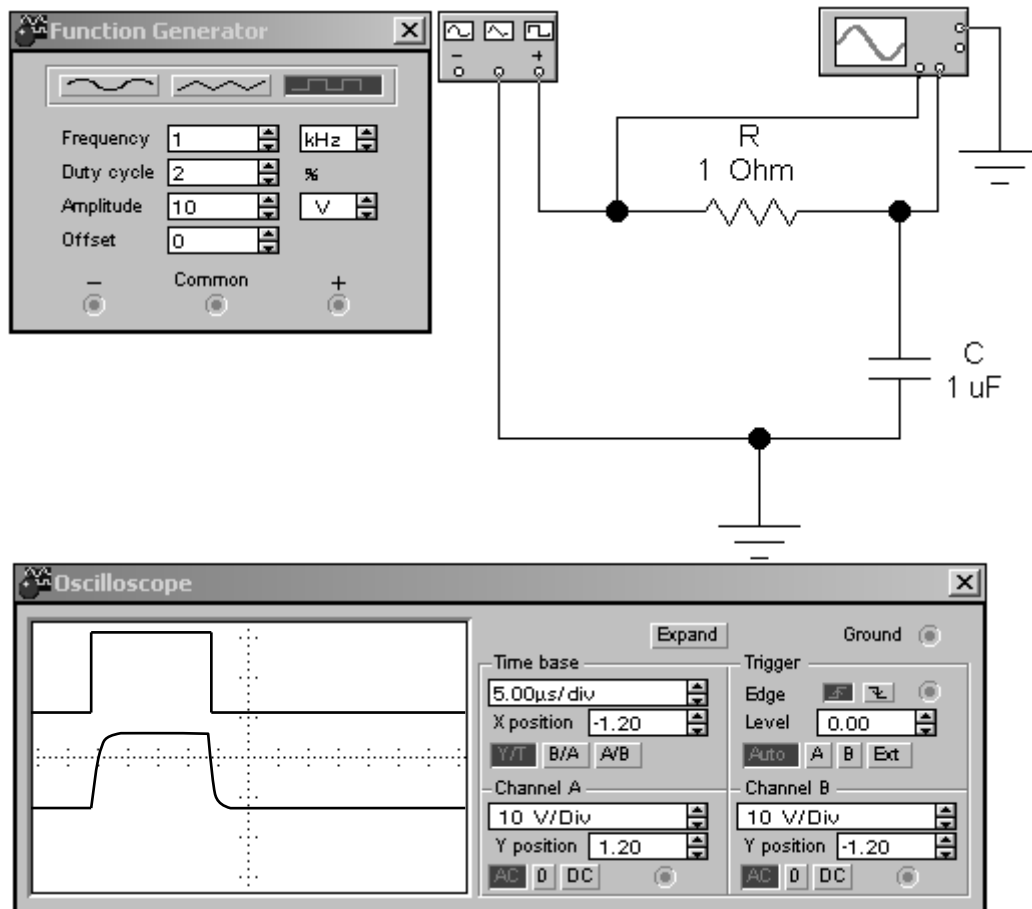 Function Generator
Frequency 1 kHz
Duty cycle 2 %
Amplitude 10 V
Offset 0
− Common +
− +
R
1 Ohm
C
1 uF
Oscilloscope
Expand Ground
Time base
5.00µs/div
X position -1.20
Y/T B/A A/B
Trigger
Edge
Level 0.00
Auto A B Ext
Channel A
10 V/Div
Y position 1.20
AC 0 DC
Channel B
10 V/Div
Y position -1.20
AC 0 DC